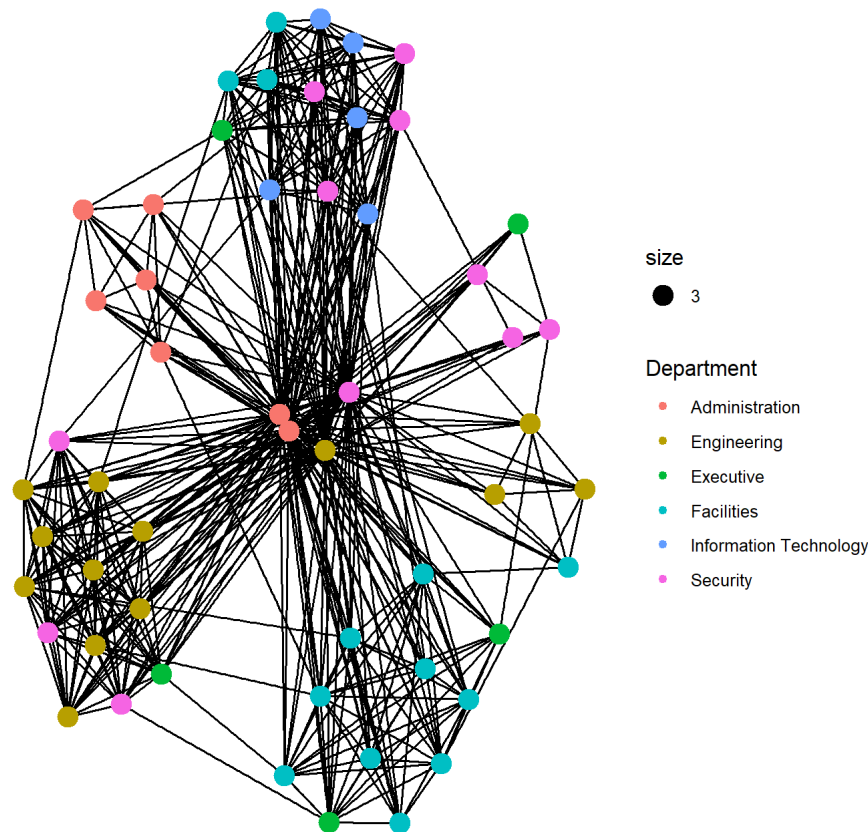 size
3
Department
Administration
Engineering
Executive
Facilities
Information Technology
Security